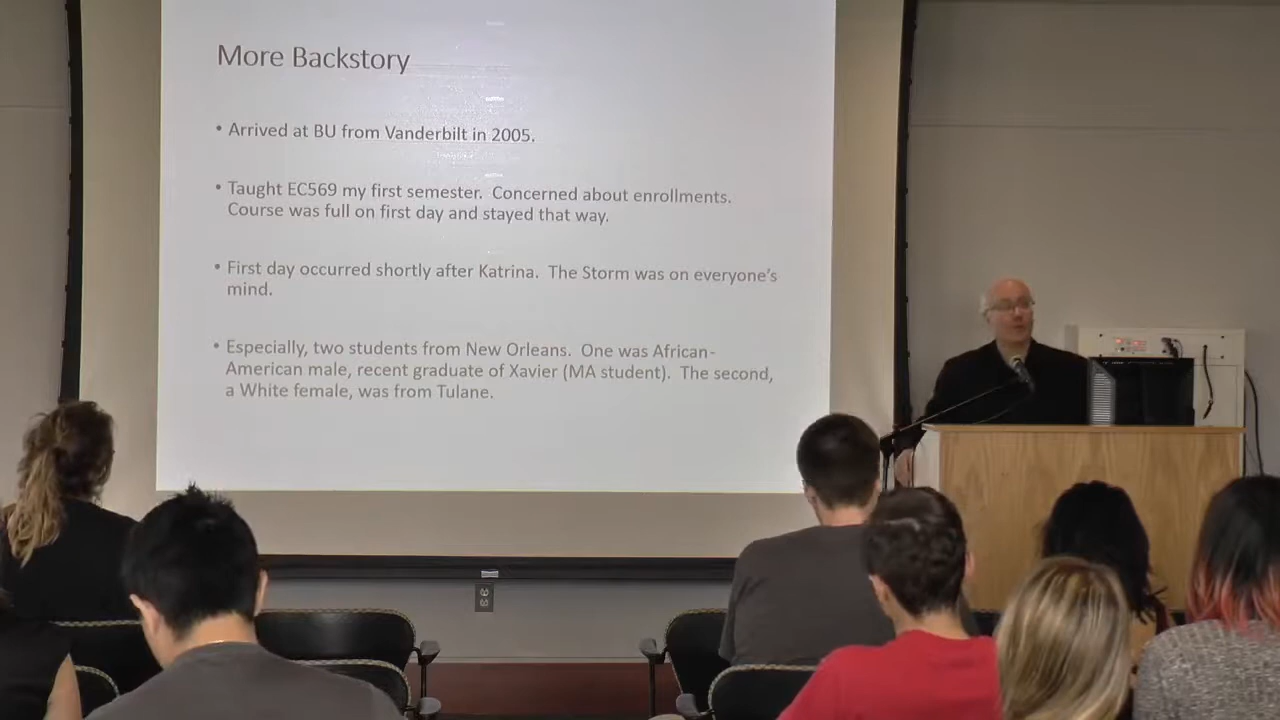 More Backstory
• Arrived at BU from Vanderbilt in 2005.
• Taught EC569 my first semester. Concerned about enrollments.
Course was full on first day and stayed that way.
• First day occurred shortly after Katrina. The Storm was on everyone's
mind.
• Especially, two students from New Orleans. One was African-
American male, recent graduate of Xavier (MA student). The second,
a White female, was from Tulane.